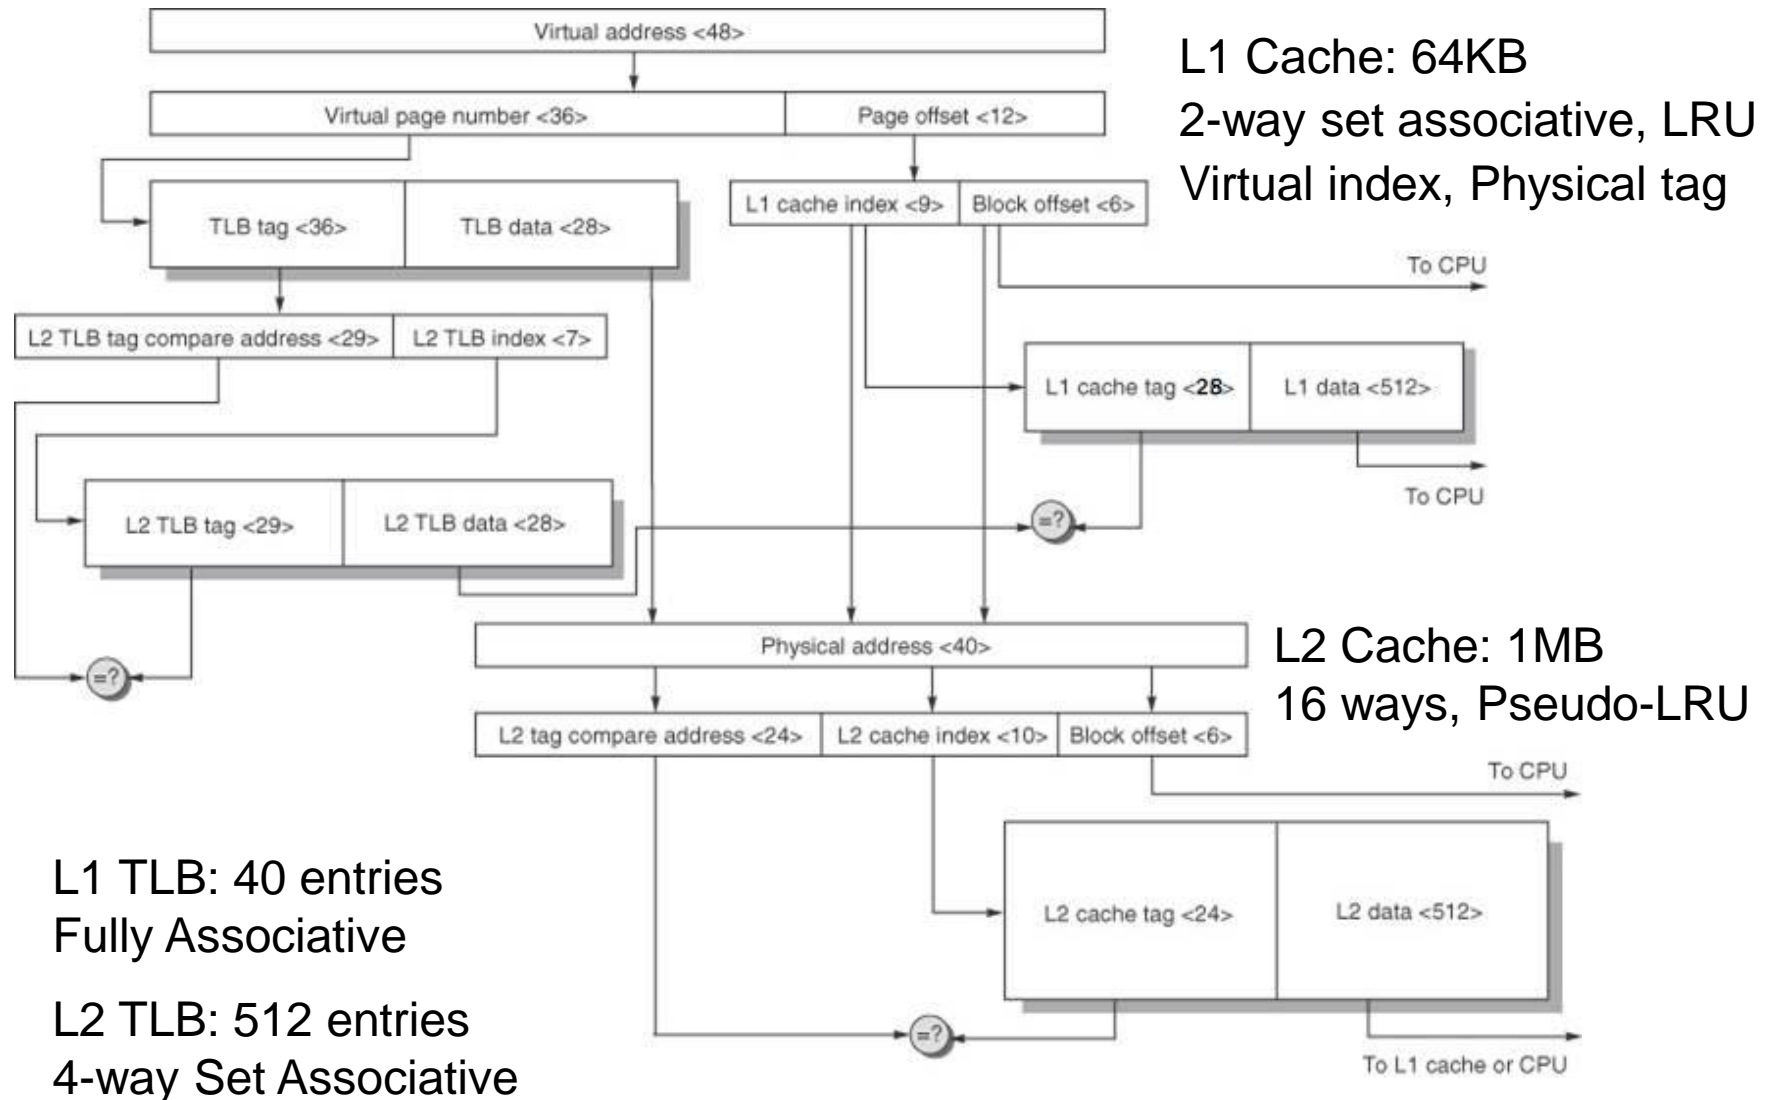 Virtual address <48>
L1 Cache: 64KB
2-way set associative, LRU
Virtual index, Physical tag
Virtual page number <36>
Page offset <12>
TLB tag <36>
TLB data <28>
L1 cache index <9>
Block offset <6>
To CPU
L2 TLB tag compare address <29>
L2 TLB index <7>
L1 cache tag <28>
L1 data <512>
To CPU
L2 TLB tag <29>
L2 TLB data <28>
=?
=?
Physical address <40>
L2 Cache: 1MB
16 ways, Pseudo-LRU
L2 tag compare address <24>
L2 cache index <10>
Block offset <6>
To CPU
L2 cache tag <24>
L2 data <512>
=?
To L1 cache or CPU
L1 TLB: 40 entries
Fully Associative
L2 TLB: 512 entries
4-way Set Associative